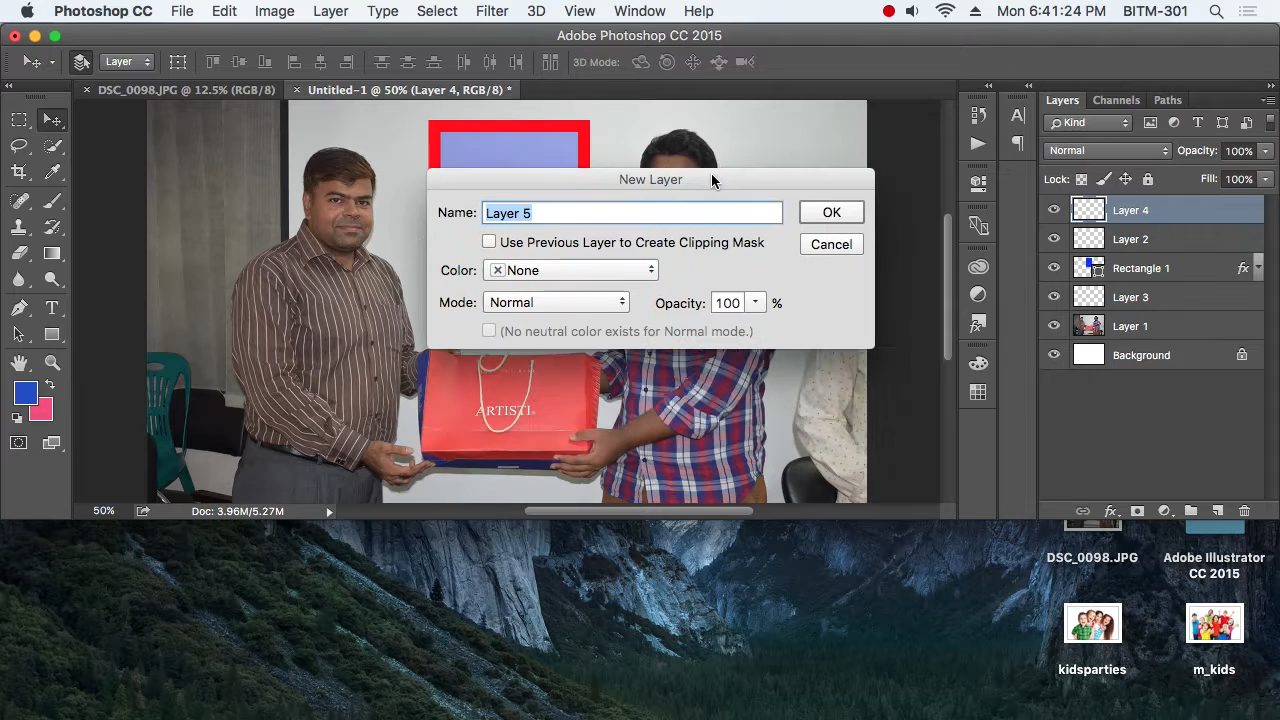 Photoshop CC File Edit Image Layer Type Select Filter 3D View Window Help Mon 6:41:24 PM BITM-301
Adobe Photoshop CC 2015
Layer 3D Mode:
DSC_0098.JPG @ 12.5% (RGB/8) Untitled-1 @ 50% (Layer 4, RGB/8) *
Layers Channels Paths
Kind
Normal Opacity: 100%
Lock: Fill: 100%
Layer 4
Layer 2
Rectangle 1 fx
Layer 3
Layer 1
Background
New Layer
Name: Layer 5 OK
Use Previous Layer to Create Clipping Mask Cancel
Color: None
Mode: Normal Opacity: 100 %
(No neutral color exists for Normal mode.)
ARTISTI
50% Doc: 3.96M/5.27M
fx
DSC_0098.JPG
Adobe Illustrator
CC 2015
kidsparties
m_kids